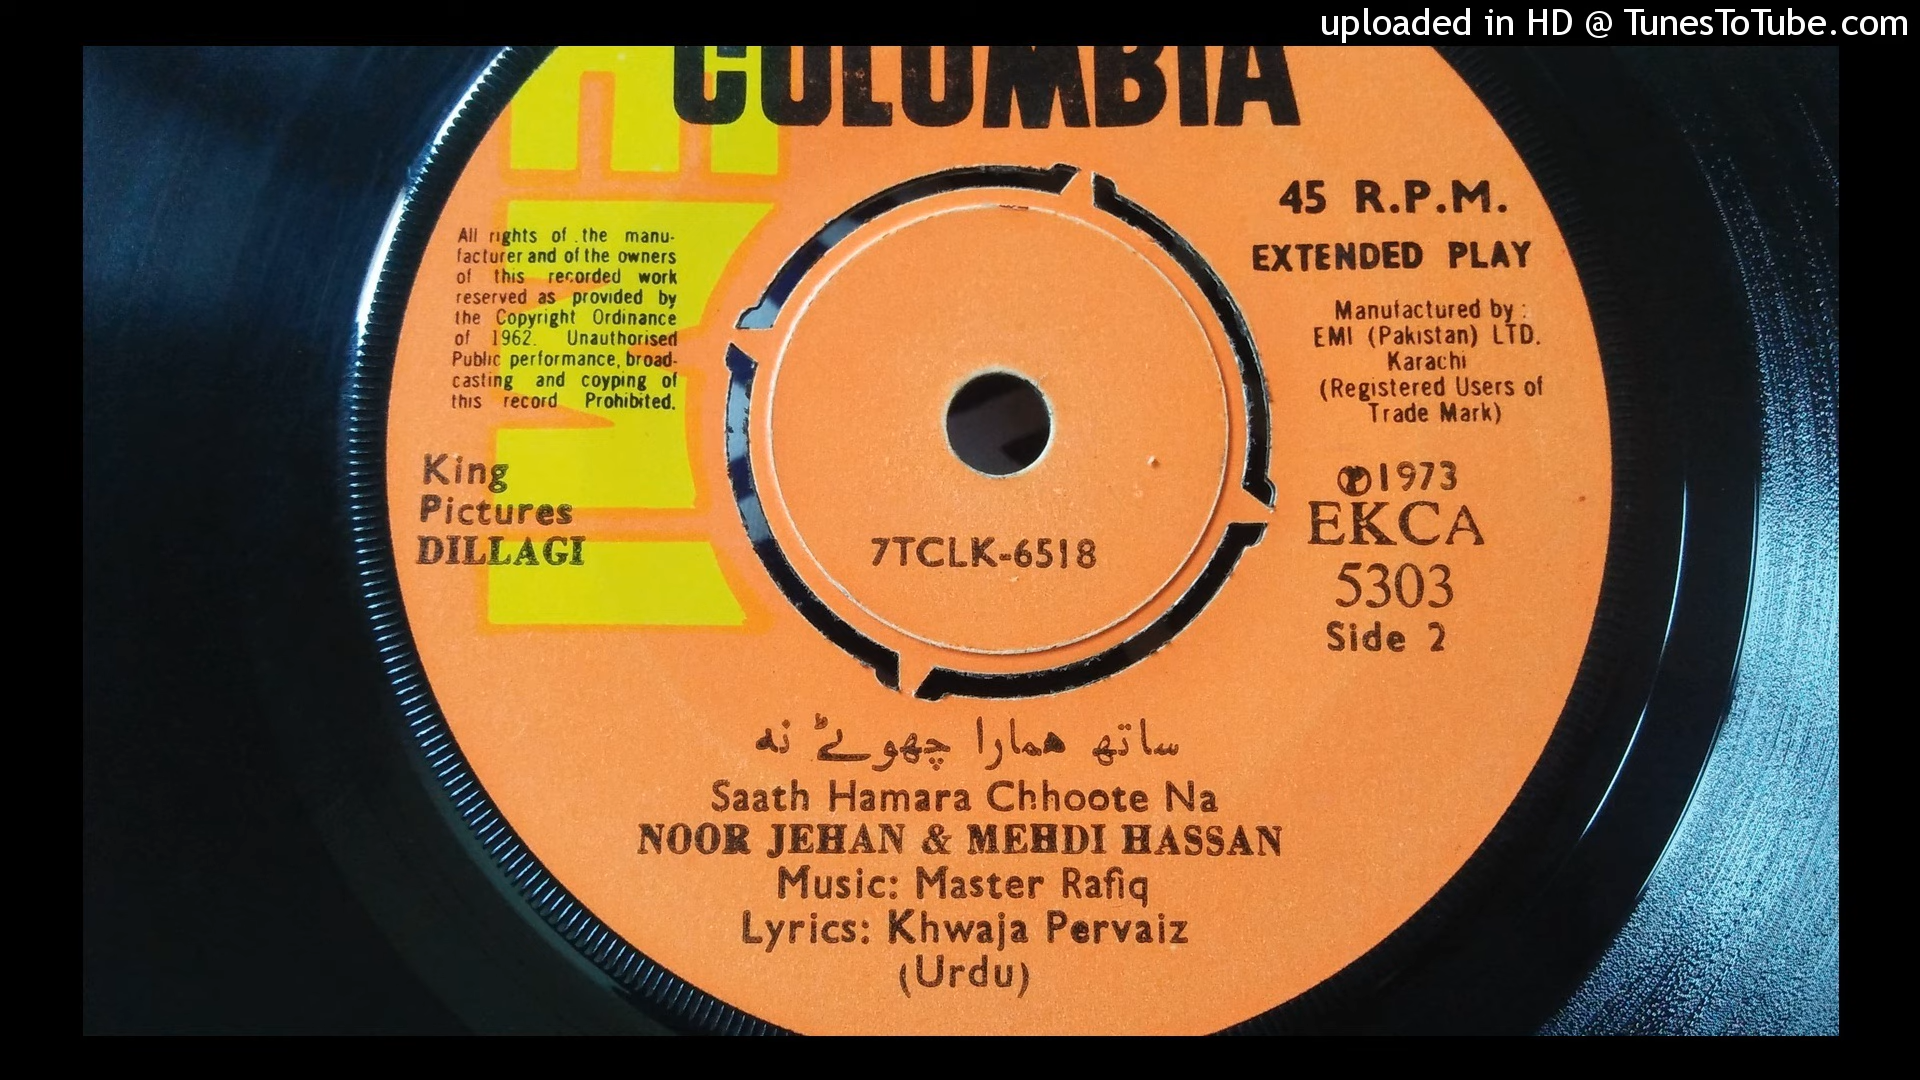 uploaded in HD @ TunesToTube.com
COLUMBIA
EMI
All rights of the manu-
facturer and of the owners
of this recorded work
reserved as provided by
the Copyright Ordinance
of 1962. Unauthorised
Public performance, broad-
casting and coyping of
this record Prohibited.
45 R.P.M.
EXTENDED PLAY
Manufactured by :
EMI (Pakistan) LTD.
Karachi
(Registered Users of
Trade Mark)
King
Pictures
DILLAGI
℗1973
EKCA
5303
Side 2
7TCLK-6518
ساتھ ھمارا چھوٹے نہ
Saath Hamara Chhoote Na
NOOR JEHAN & MEHDI HASSAN
Music: Master Rafiq
Lyrics: Khwaja Pervaiz
(Urdu)